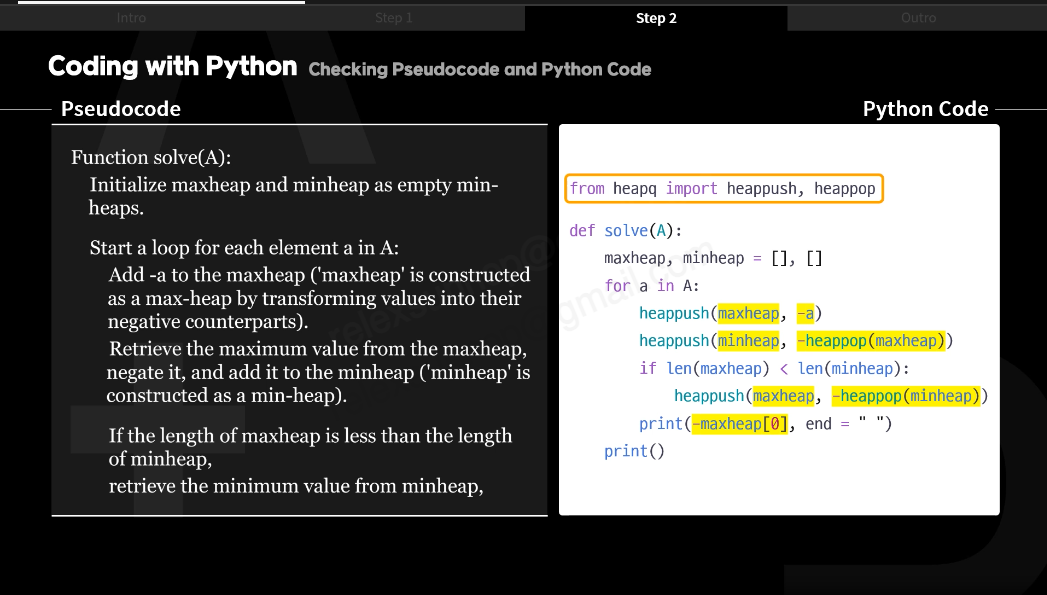 Intro
Step 1
Step 2
Outro
Coding with Python
Checking Pseudocode and Python Code
Pseudocode
Function solve(A):
Initialize maxheap and minheap as empty min-
heaps.
Start a loop for each element a in A:
Add -a to the maxheap ('maxheap' is constructed
as a max-heap by transforming values into their
negative counterparts).
Retrieve the maximum value from the maxheap,
negate it, and add it to the minheap ('minheap' is
constructed as a min-heap).
If the length of maxheap is less than the length
of minheap,
retrieve the minimum value from minheap,
Python Code
from heapq import heappush, heappop
def solve(A):
maxheap, minheap = [], []
for a in A:
heappush(maxheap, -a)
heappush(minheap, -heappop(maxheap))
if len(maxheap) < len(minheap):
heappush(maxheap, -heappop(minheap))
print(-maxheap[0], end = " ")
print()